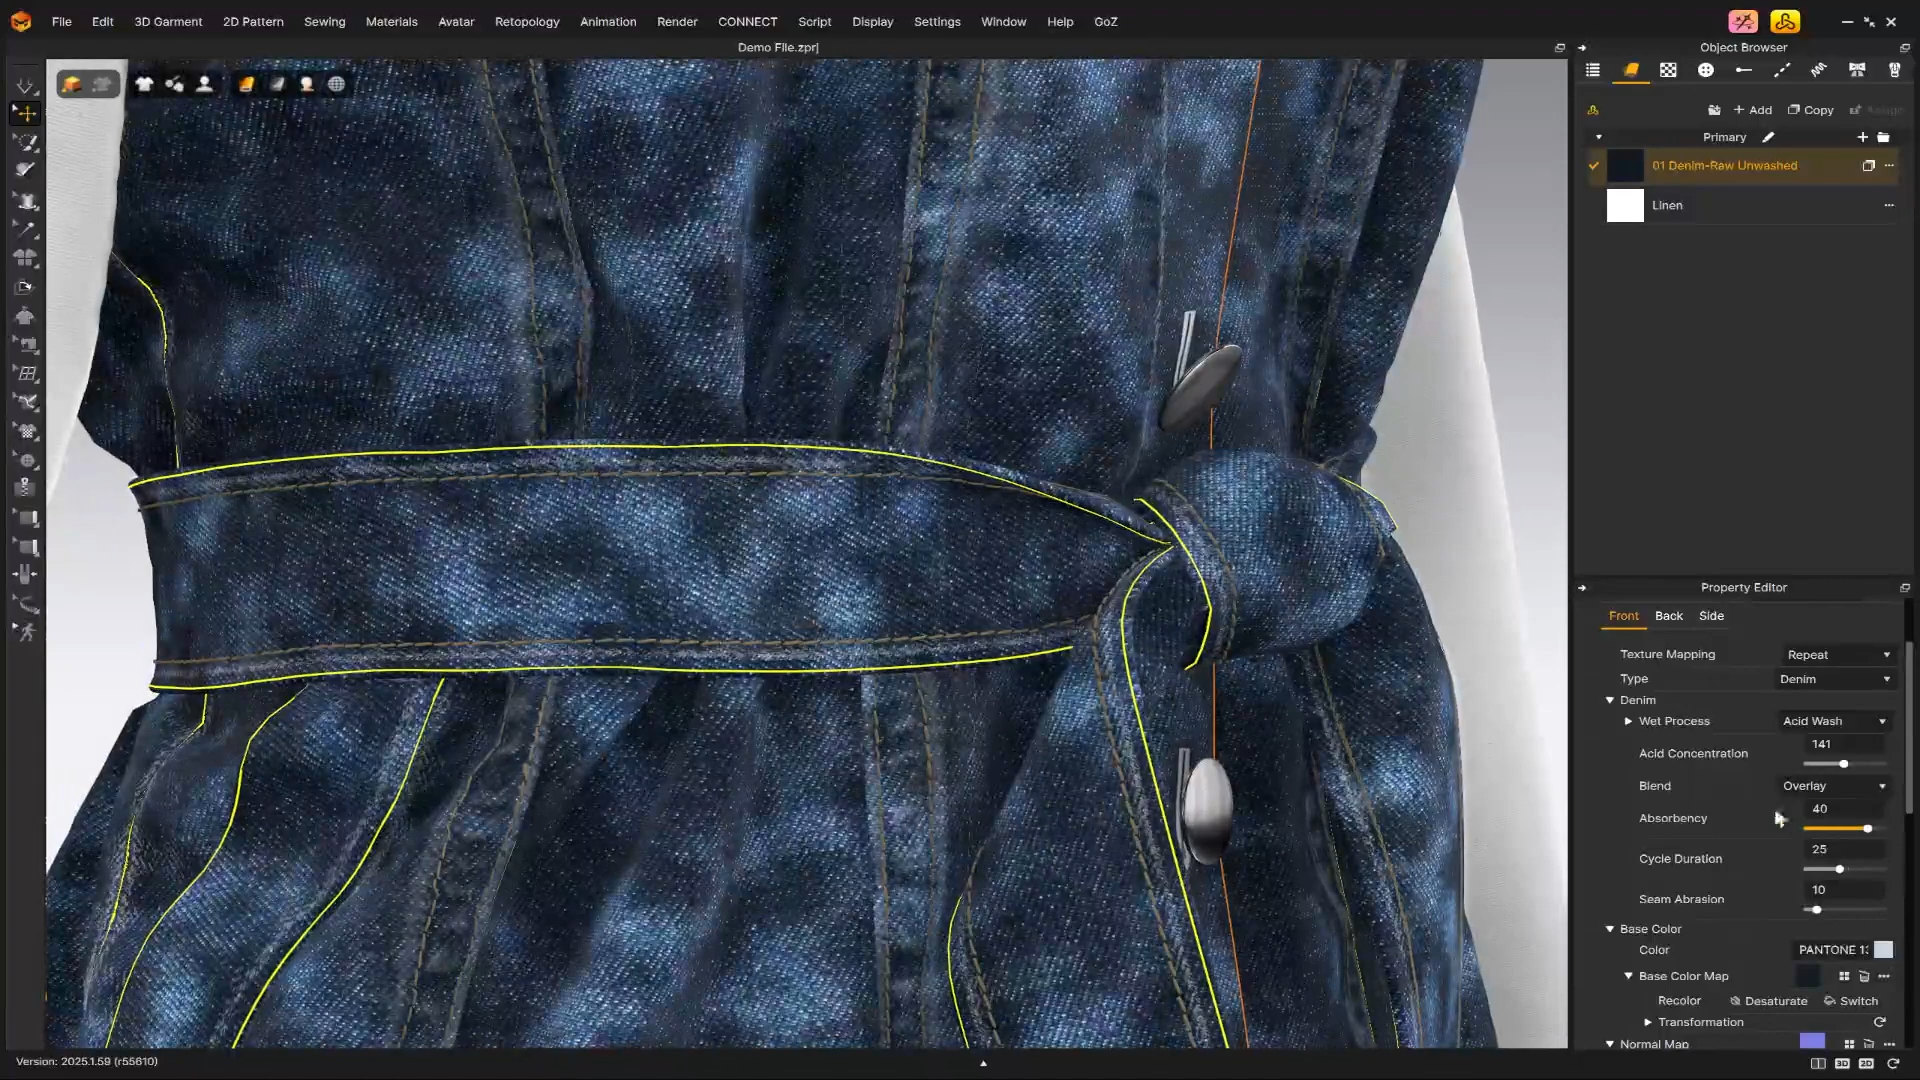 File Edit 3D Garment 2D Pattern Sewing Materials Avatar Retopology Animation Render CONNECT Script Display Settings Window Help GoZ
Demo File.zprj
Object Browser
Add Copy Assign
Primary
01 Denim-Raw Unwashed
Linen
Property Editor
Front Back Side
Texture Mapping Repeat
Type Denim
Denim
Wet Process Acid Wash
Acid Concentration 141
Blend Overlay
Absorbency 40
Cycle Duration 25
Seam Abrasion 10
Base Color
Color PANTONE 13
Base Color Map
Recolor Desaturate Switch
Transformation
Normal Map
Version: 2025.1.59 (r55610)
3D 2D